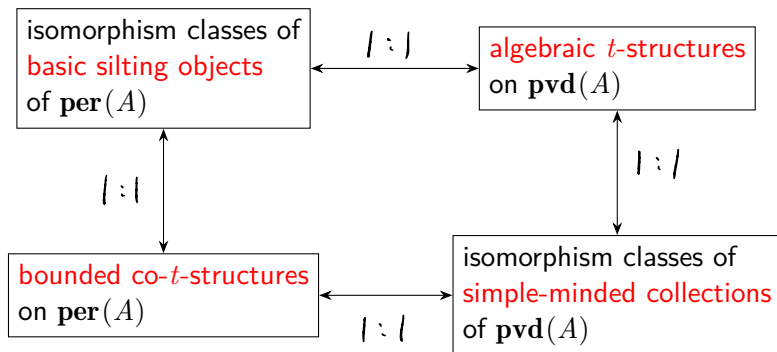 isomorphism classes of
basic silting objects
of per(A)
1:1
algebraic t-structures
on pvd(A)
1:1
1:1
bounded co-t-structures
on per(A)
1:1
isomorphism classes of
simple-minded collections
of pvd(A)